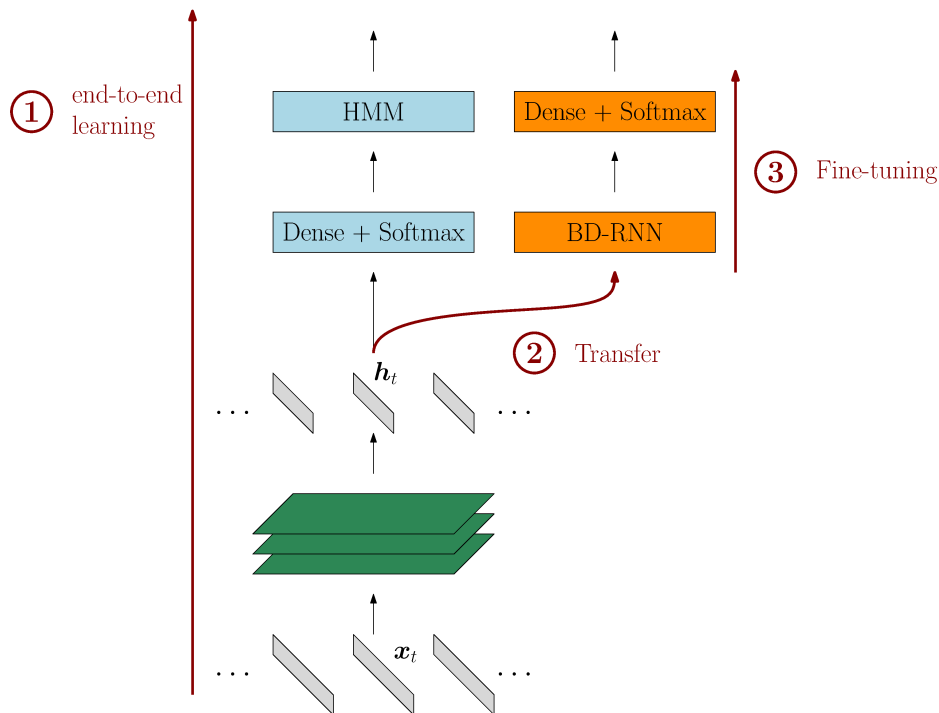 1
end-to-end
learning
HMM
Dense + Softmax
3
Fine-tuning
Dense + Softmax
BD-RNN
2
Transfer
h_t
... ...
x_t
... ...